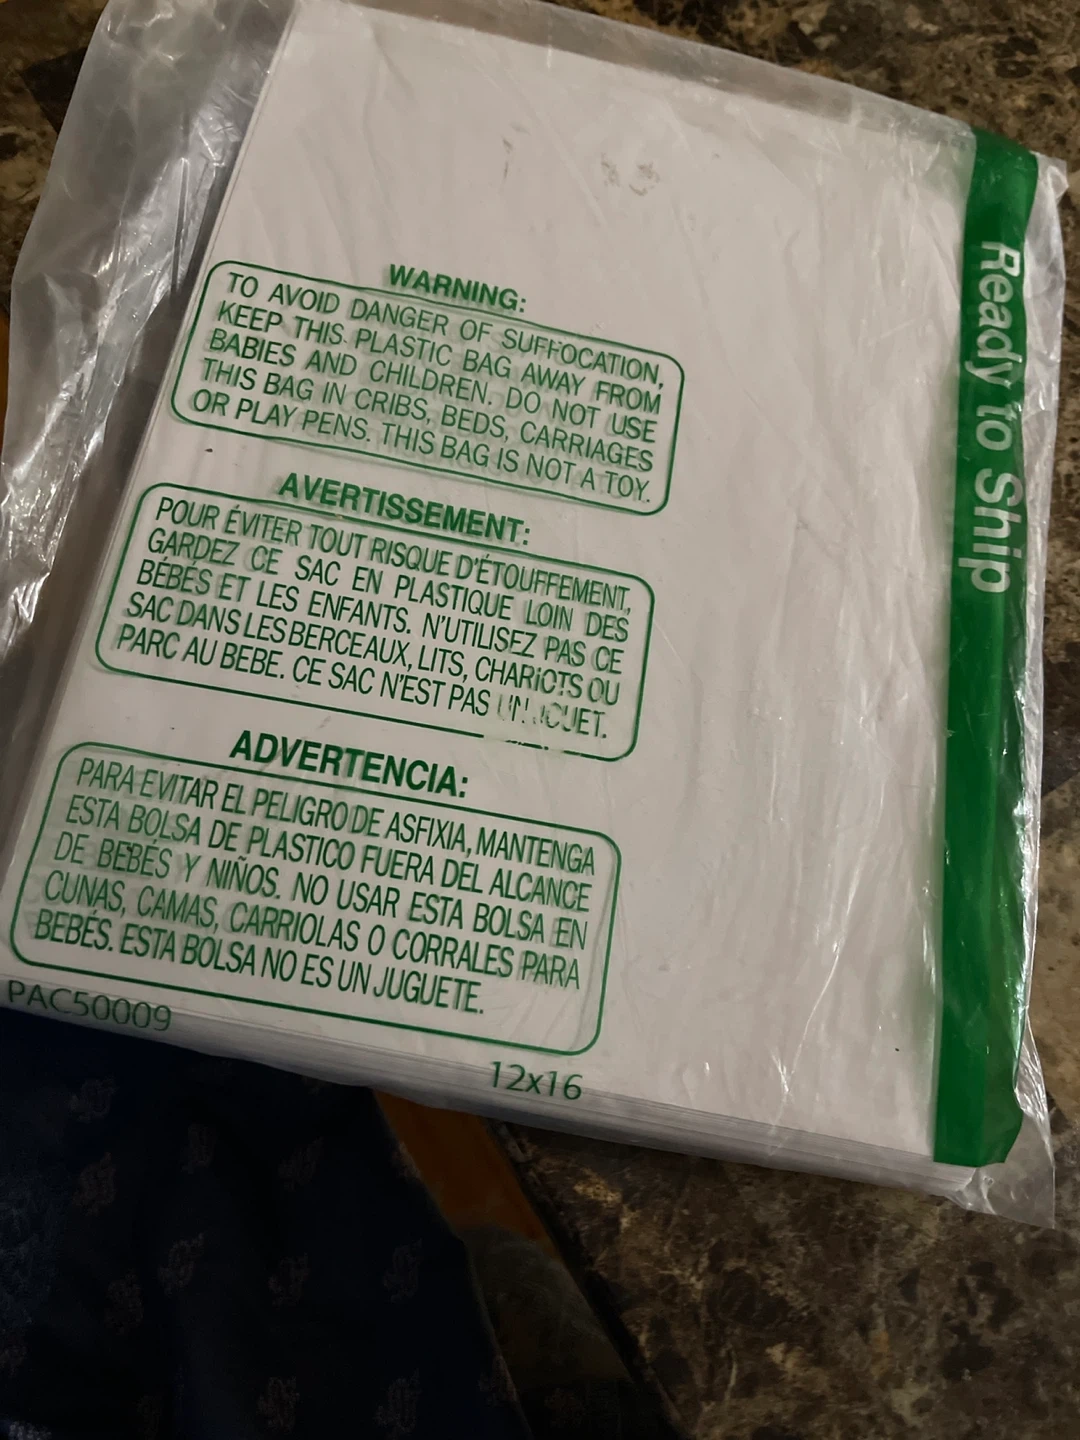 WARNING:
TO AVOID DANGER OF SUFFOCATION,
KEEP THIS PLASTIC BAG AWAY FROM
BABIES AND CHILDREN. DO NOT USE
THIS BAG IN CRIBS, BEDS, CARRIAGES
OR PLAY PENS. THIS BAG IS NOT A TOY.
AVERTISSEMENT:
POUR ÉVITER TOUT RISQUE D'ÉTOUFFEMENT,
GARDEZ CE SAC EN PLASTIQUE LOIN DES
BÉBÉS ET LES ENFANTS. N'UTILISEZ PAS CE
SAC DANS LES BERCEAUX, LITS, CHARIOTS OU
PARC AU BEBE. CE SAC N'EST PAS UN JOUET.
ADVERTENCIA:
PARA EVITAR EL PELIGRO DE ASFIXIA, MANTENGA
ESTA BOLSA DE PLASTICO FUERA DEL ALCANCE
DE BEBÉS Y NIÑOS. NO USAR ESTA BOLSA EN
CUNAS, CAMAS, CARRIOLAS O CORRALES PARA
BEBÉS. ESTA BOLSA NO ES UN JUGUETE.
PAC50009
12x16
Ready to Ship